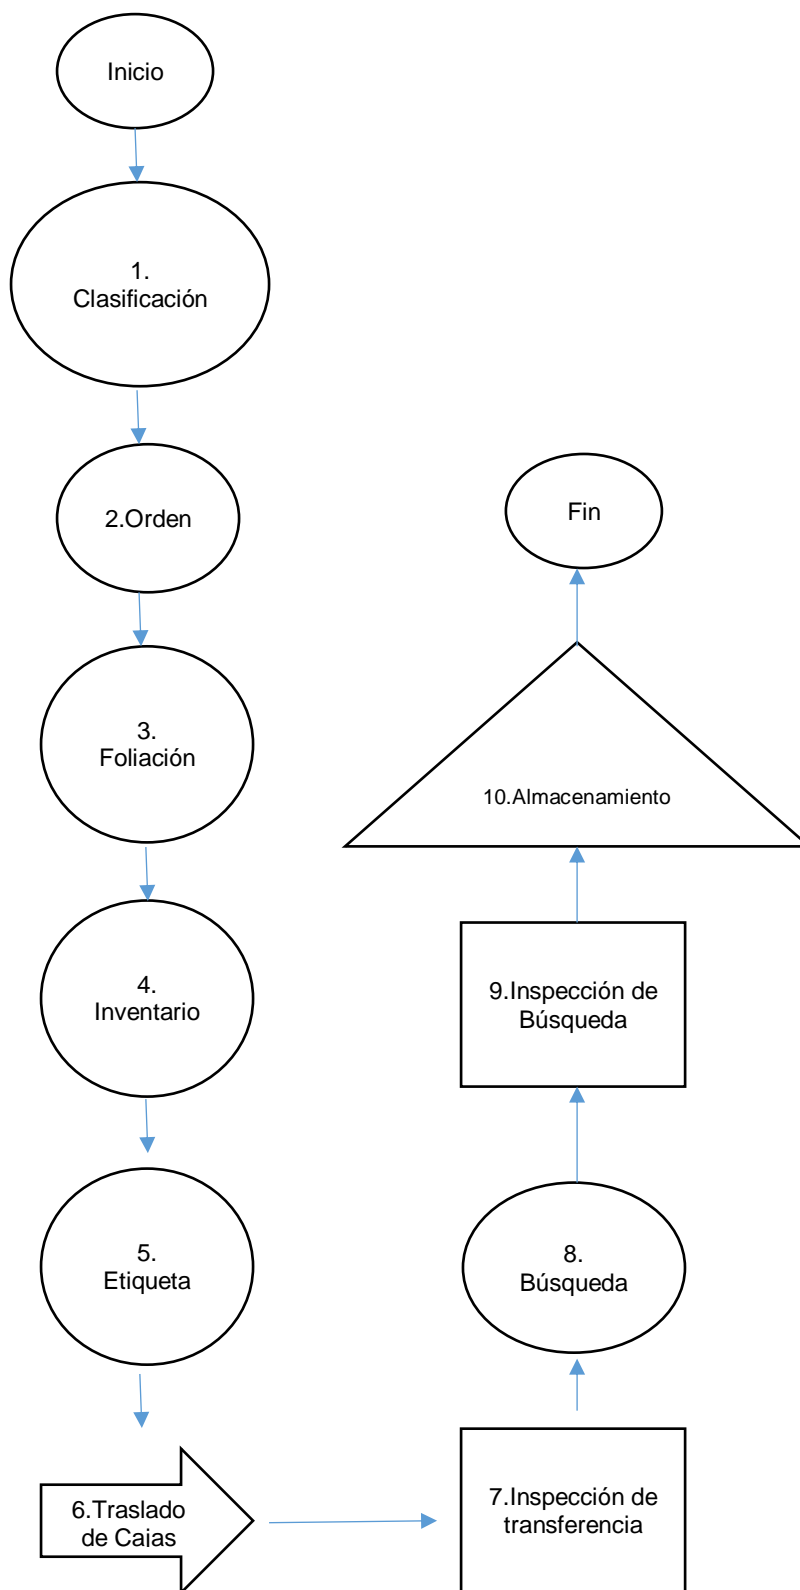 Inicio
1.
Clasificación
2.Orden
3.
Foliación
4.
Inventario
5.
Etiqueta
6.Traslado
de Cajas
7.Inspección de
transferencia
8.
Búsqueda
9.Inspección de
Búsqueda
10.Almacenamiento
Fin